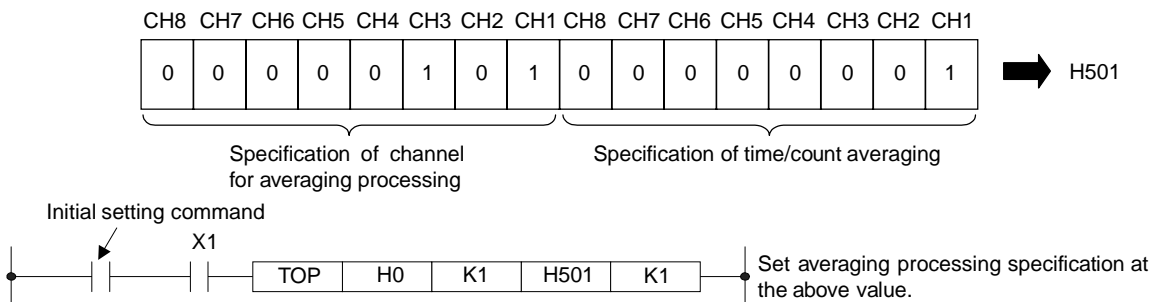 CH8 CH7 CH6 CH5 CH4 CH3 CH2 CH1 CH8 CH7 CH6 CH5 CH4 CH3 CH2 CH1
0 0 0 0 0 1 0 1 0 0 0 0 0 0 0 1 H501
Specification of channel
for averaging processing
Specification of time/count averaging
Initial setting command
X1
TOP H0 K1 H501 K1
Set averaging processing specification at
the above value.